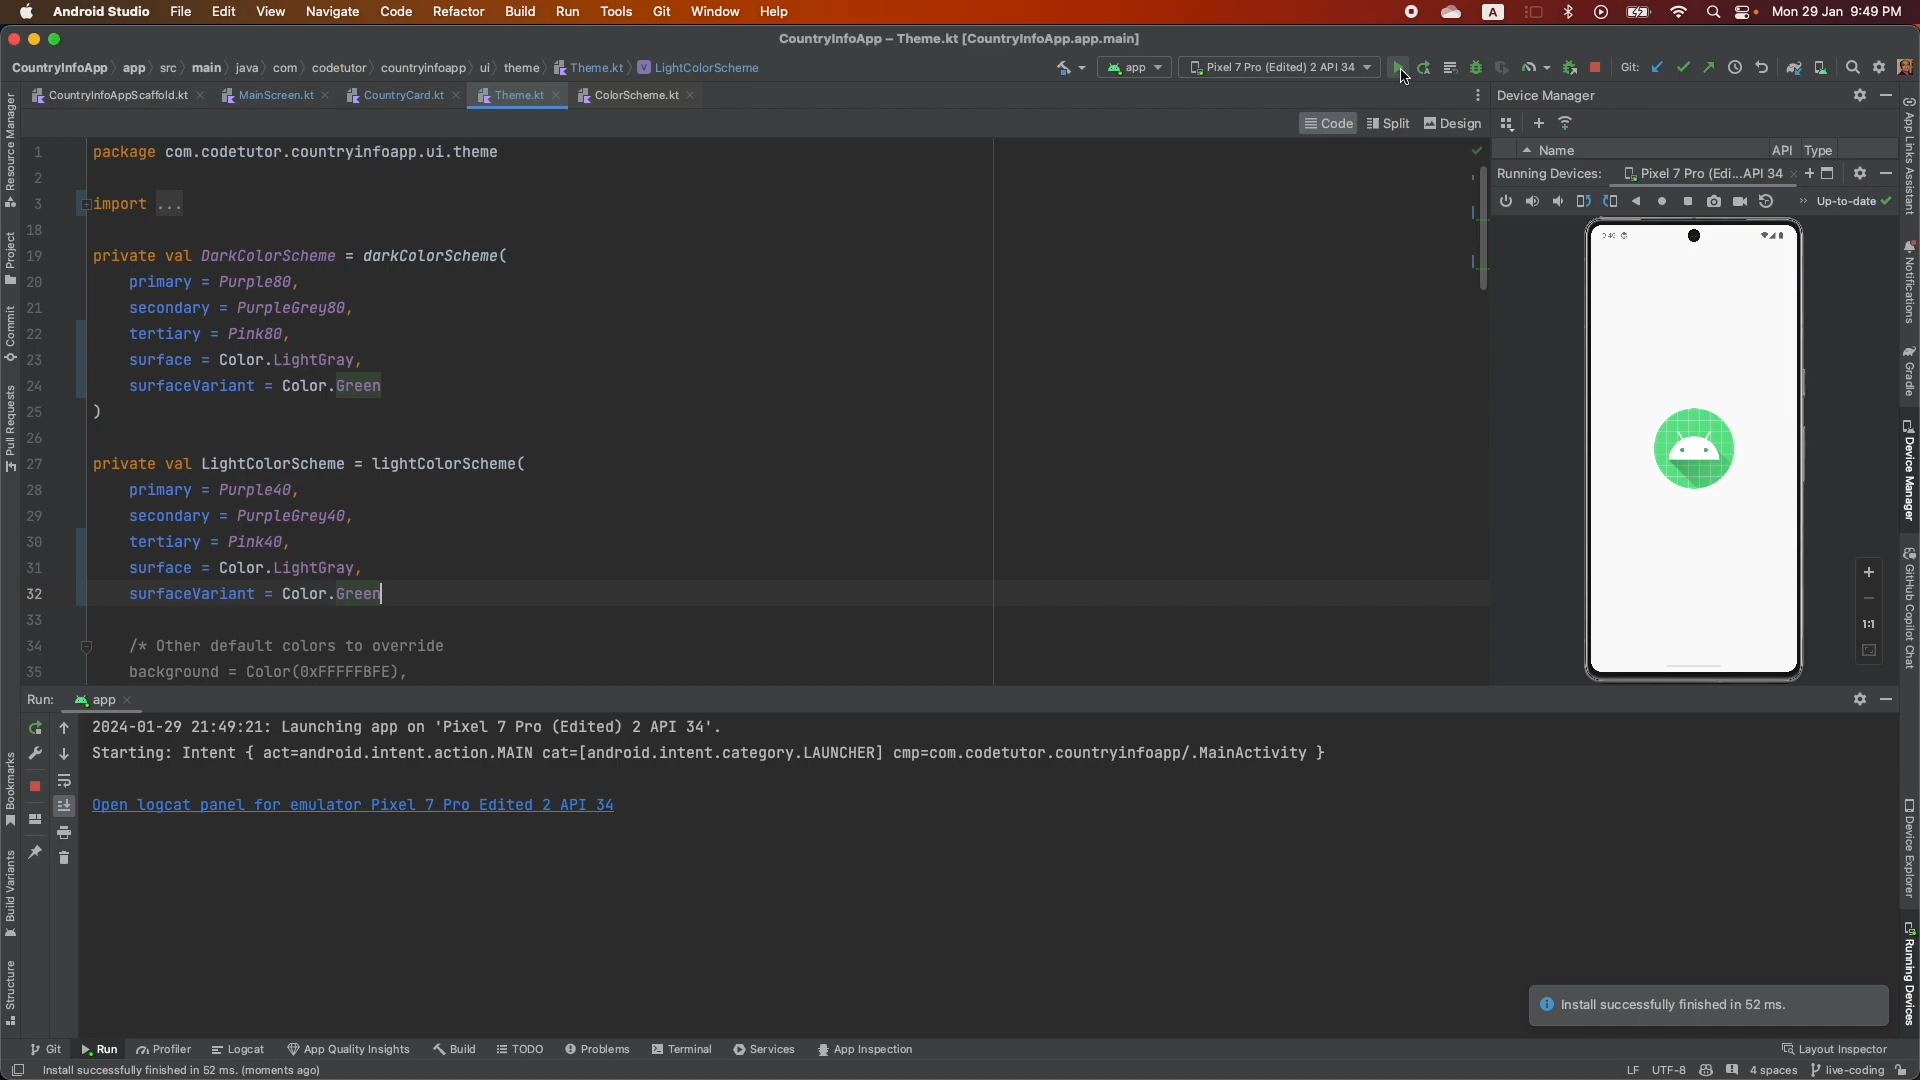 Android Studio File Edit View Navigate Code Refactor Build Run Tools Git Window Help A Mon 29 Jan 9:49 PM
CountryInfoApp – Theme.kt [CountryInfoApp.app.main]
CountryInfoApp app src main java com codetutor countryinfoapp ui theme Theme.kt LightColorScheme app Pixel 7 Pro (Edited) 2 API 34 Git:
CountryInfoAppScaffold.kt MainScreen.kt CountryCard.kt Theme.kt ColorScheme.kt Device Manager
Code Split Design
Name API Type
Running Devices: Pixel 7 Pro (Edi...API 34
Up-to-date
1 package com.codetutor.countryinfoapp.ui.theme
2
3 import ...
18
19 private val DarkColorScheme = darkColorScheme(
20 primary = Purple80,
21 secondary = PurpleGrey80,
22 tertiary = Pink80,
23 surface = Color.LightGray,
24 surfaceVariant = Color.Green
25 )
26
27 private val LightColorScheme = lightColorScheme(
28 primary = Purple40,
29 secondary = PurpleGrey40,
30 tertiary = Pink40,
31 surface = Color.LightGray,
32 surfaceVariant = Color.Green
33
34 /* Other default colors to override
35 background = Color(0xFFFFFBFE),
1:1
Run: app
2024-01-29 21:49:21: Launching app on 'Pixel 7 Pro (Edited) 2 API 34'.
Starting: Intent { act=android.intent.action.MAIN cat=[android.intent.category.LAUNCHER] cmp=com.codetutor.countryinfoapp/.MainActivity }
Open logcat panel for emulator Pixel 7 Pro Edited 2 API 34
Install successfully finished in 52 ms.
Git Run Profiler Logcat App Quality Insights Build TODO Problems Terminal Services App Inspection Layout Inspector
Install successfully finished in 52 ms. (moments ago) LF UTF-8 4 spaces live-coding
Resource Manager
Project
Commit
Pull Requests
Bookmarks
Build Variants
Structure
App Links Assistant
Notifications
Gradle
Device Manager
GitHub Copilot Chat
Device Explorer
Running Devices